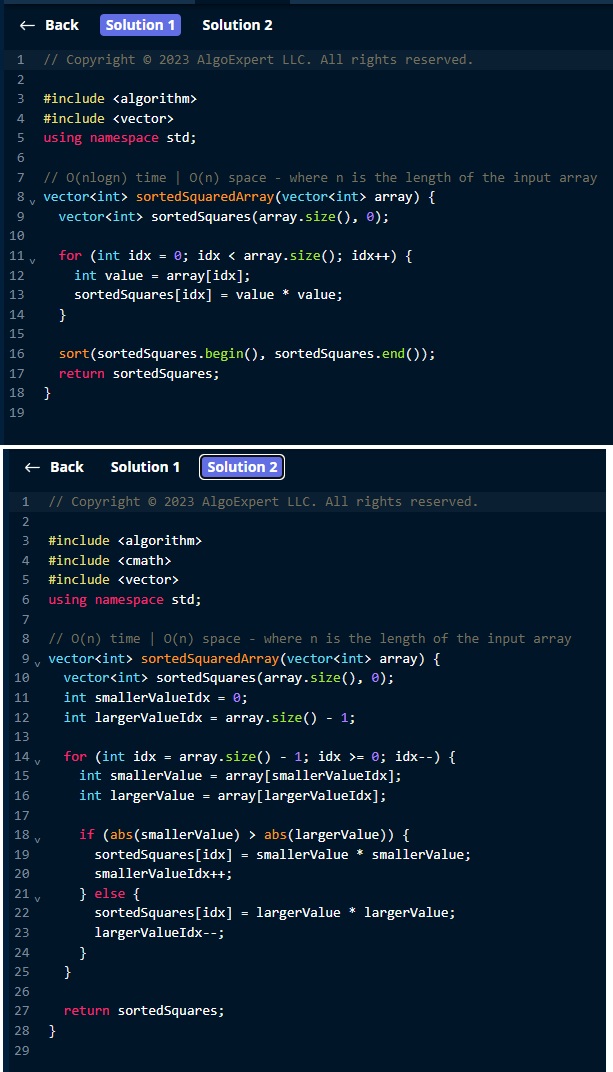 ← Back Solution 1 Solution 2
1 // Copyright © 2023 AlgoExpert LLC. All rights reserved.
2
3 #include <algorithm>
4 #include <vector>
5 using namespace std;
6
7 // O(nlogn) time | O(n) space - where n is the length of the input array
8 vector<int> sortedSquaredArray(vector<int> array) {
9   vector<int> sortedSquares(array.size(), 0);
10
11   for (int idx = 0; idx < array.size(); idx++) {
12     int value = array[idx];
13     sortedSquares[idx] = value * value;
14   }
15
16   sort(sortedSquares.begin(), sortedSquares.end());
17   return sortedSquares;
18 }
19
← Back Solution 1 Solution 2
1 // Copyright © 2023 AlgoExpert LLC. All rights reserved.
2
3 #include <algorithm>
4 #include <cmath>
5 #include <vector>
6 using namespace std;
7
8 // O(n) time | O(n) space - where n is the length of the input array
9 vector<int> sortedSquaredArray(vector<int> array) {
10   vector<int> sortedSquares(array.size(), 0);
11   int smallerValueIdx = 0;
12   int largerValueIdx = array.size() - 1;
13
14   for (int idx = array.size() - 1; idx >= 0; idx--) {
15     int smallerValue = array[smallerValueIdx];
16     int largerValue = array[largerValueIdx];
17
18     if (abs(smallerValue) > abs(largerValue)) {
19       sortedSquares[idx] = smallerValue * smallerValue;
20       smallerValueIdx++;
21     } else {
22       sortedSquares[idx] = largerValue * largerValue;
23       largerValueIdx--;
24     }
25   }
26
27   return sortedSquares;
28 }
29